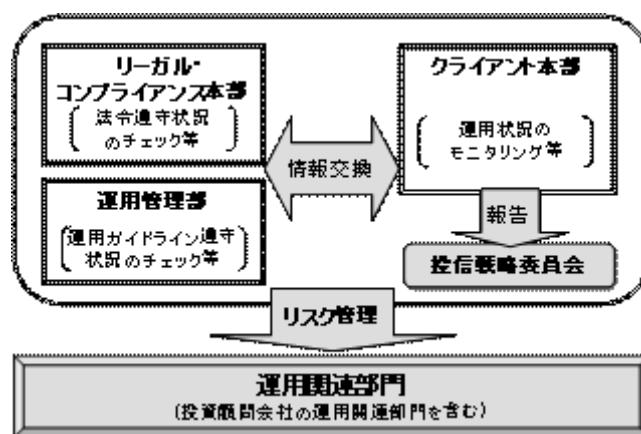 リーガル・
コンプライアンス本部
法令遵守状況
のチェック等
運用管理部
運用ガイドライン遵守
状況のチェック等
情報交換
クライアント本部
運用状況の
モニタリング等
報告
投信戦略委員会
リスク管理
運用関連部門
(投資顧問会社の運用関連部門を含む)